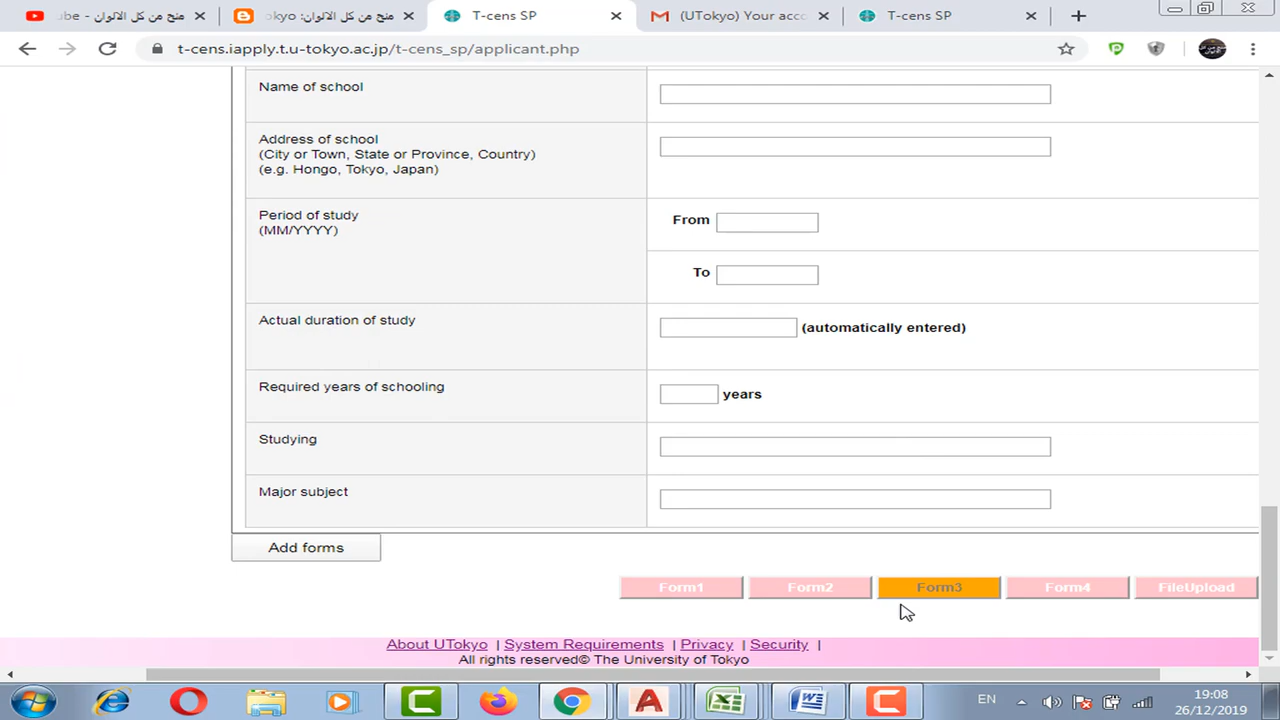 ube - منح من كل الالوان
okyo :منح من كل الالوان
T-cens SP
(UTokyo) Your acco
T-cens SP
t-cens.iapply.t.u-tokyo.ac.jp/t-cens_sp/applicant.php
Name of school
Address of school
(City or Town, State or Province, Country)
(e.g. Hongo, Tokyo, Japan)
Period of study
(MM/YYYY)
From
To
Actual duration of study
(automatically entered)
Required years of schooling
years
Studying
Major subject
Add forms
Form1
Form2
Form3
Form4
FileUpload
About UTokyo | System Requirements | Privacy | Security |
All rights reserved© The University of Tokyo
EN
19:08
26/12/2019